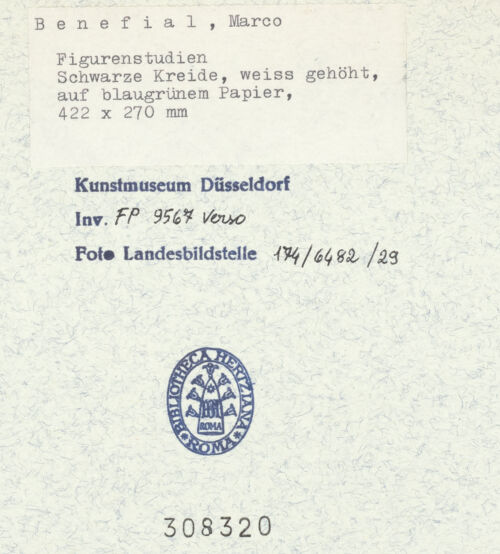 B e n e f i a l , Marco
Figurenstudien
Schwarze Kreide, weiss gehöht,
auf blaugrünem Papier,
422 x 270 mm
Kunstmuseum Düsseldorf
Inv. FP 9567 Verso
Foto Landesbildstelle 174/6482/29
* BIBLIOTHECA HERTZIANA * ROMA
ROMA
308320